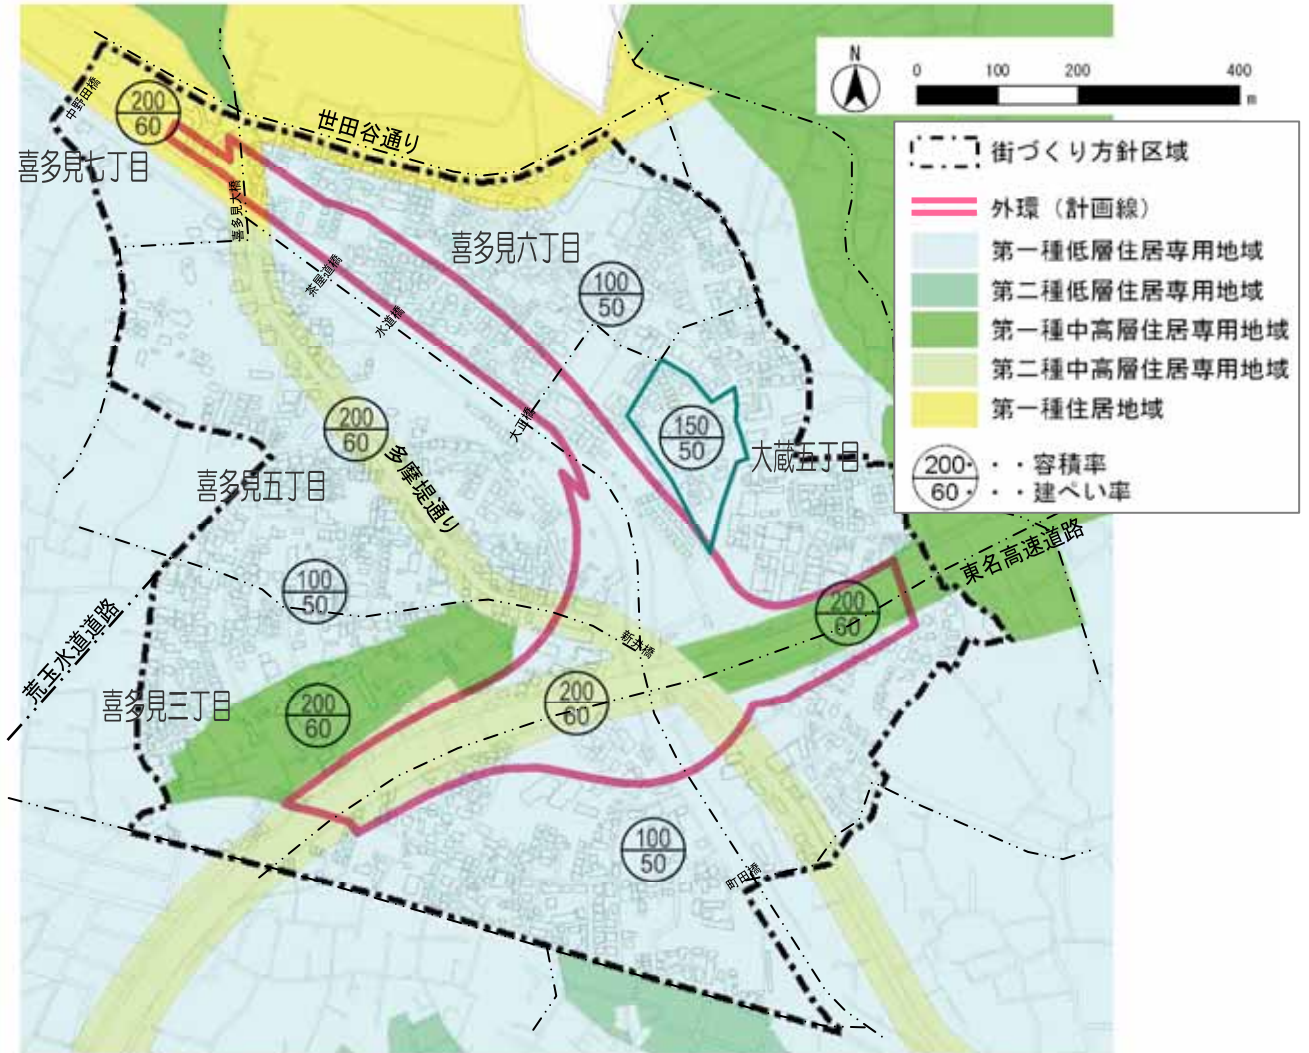 N
0 100 200 400
m
街づくり方針区域
外環（計画線）
第一種低層住居専用地域
第二種低層住居専用地域
第一種中高層住居専用地域
第二種中高層住居専用地域
第一種住居地域
200・・・容積率
60・・・建ぺい率
中野田橋
200
60
世田谷通り
喜多見七丁目
喜多見大橋
喜多見六丁目
茶屋道橋
100
50
水道橋
200
60
大正橋
150
50
大蔵五丁目
多摩堤通り
喜多見五丁目
東名高速道路
100
50
200
60
荒玉水道道路
新井橋
喜多見三丁目
200
60
200
60
100
50
町田橋